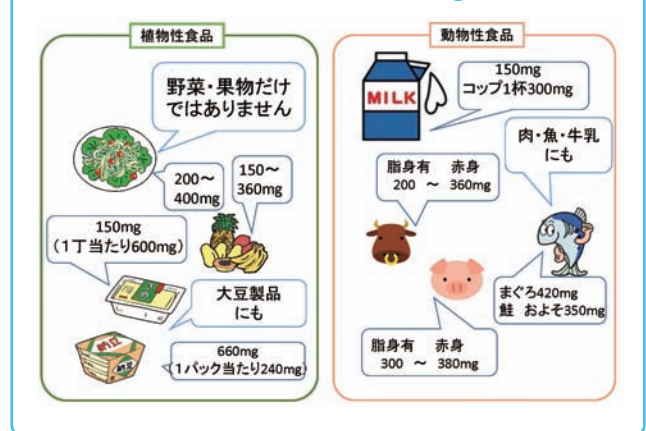 植物性食品
野菜・果物だけ
ではありません
200～
400mg
150～
360mg
150mg
(1丁当たり600mg)
大豆製品
にも
納豆
660mg
(1パック当たり240mg)
動物性食品
MILK
150mg
コップ1杯300mg
肉・魚・牛乳
にも
脂身有 赤身
200 ～ 360mg
まぐろ420mg
鮭 およそ350mg
脂身有 赤身
300 ～ 380mg